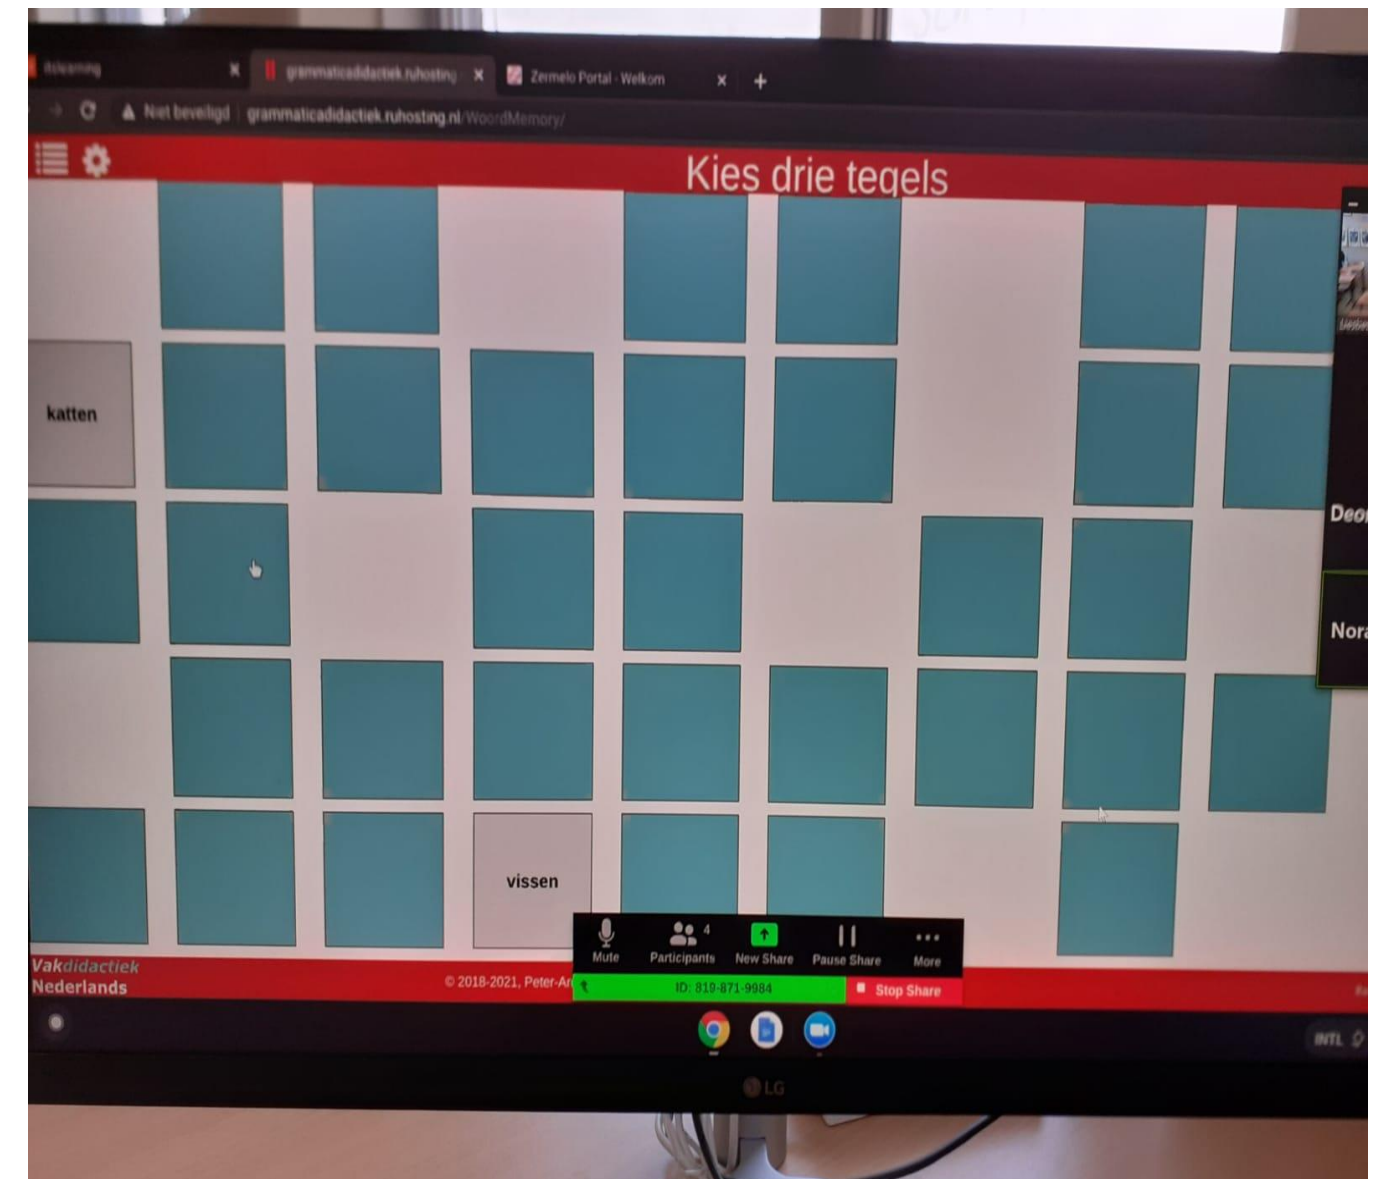 itslearning
grammaticadidactiek.ruhosting
Zermelo Portal - Welkom
Niet beveiligd
grammaticadidactiek.ruhosting.nl/WoordMemory/
Kies drie tegels
katten
Deor
Nora
vissen
Mute
4
Participants
New Share
Pause Share
More
Vakdidactiek
Nederlands
© 2018-2021, Peter-Ar
ID: 819-871-9984
Stop Share
INTL
LG